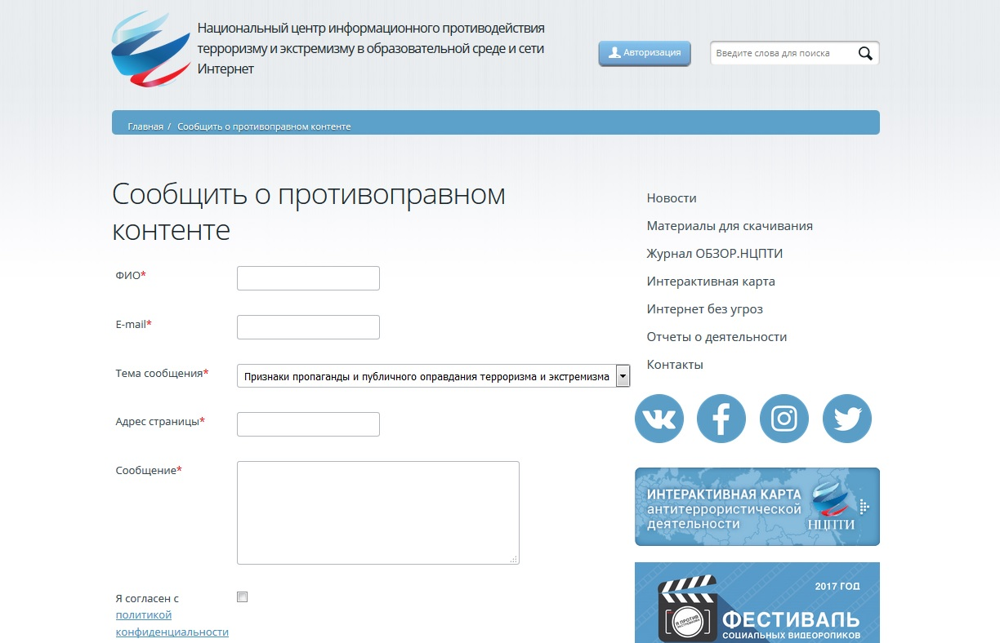 Национальный центр информационного противодействия
терроризму и экстремизму в образовательной среде и сети
Интернет
Авторизация
Введите слова для поиска
Главная / Сообщить о противоправном контенте
Сообщить о противоправном
контенте
ФИО*
E-mail*
Тема сообщения*
Признаки пропаганды и публичного оправдания терроризма и экстремизма
Адрес страницы*
Сообщение*
Я согласен с
политикой
конфиденциальности
Новости
Материалы для скачивания
Журнал ОБЗОР.НЦПТИ
Интерактивная карта
Интернет без угроз
Отчеты о деятельности
Контакты
ИНТЕРАКТИВНАЯ КАРТА
антитеррористической
деятельности
НЦПТИ
2017 ГОД
Я ПРОТИВ
ЭКСТРЕМИЗМА
ФЕСТИВАЛЬ
СОЦИАЛЬНЫХ ВИДЕОРОЛИКОВ